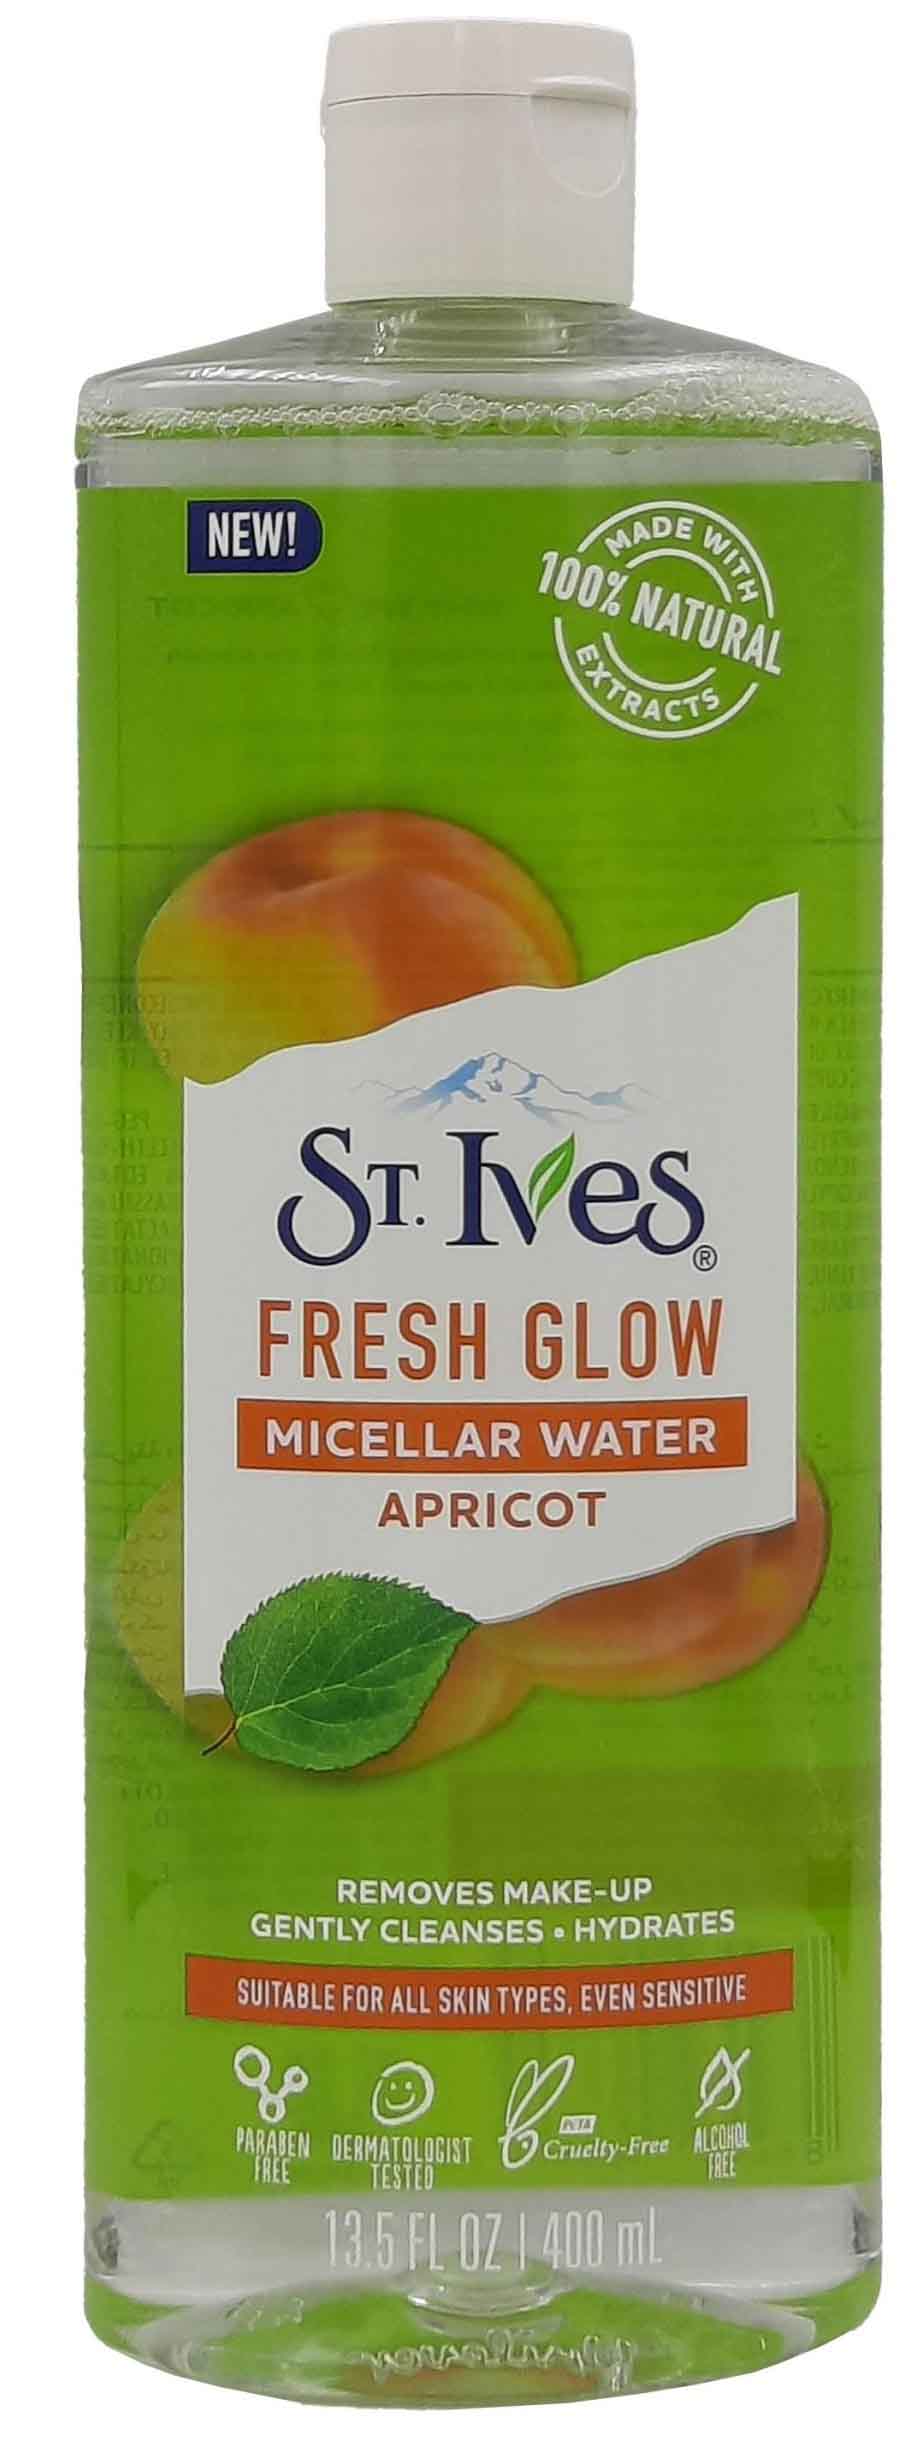 NEW!
MADE WITH
100% NATURAL
EXTRACTS
ST. IVES®
FRESH GLOW
MICELLAR WATER
APRICOT
REMOVES MAKE-UP
GENTLY CLEANSES • HYDRATES
SUITABLE FOR ALL SKIN TYPES, EVEN SENSITIVE
PARABEN FREE
DERMATOLOGIST TESTED
PETA
Cruelty-Free
ALCOHOL FREE
13.5 FL OZ | 400 mL